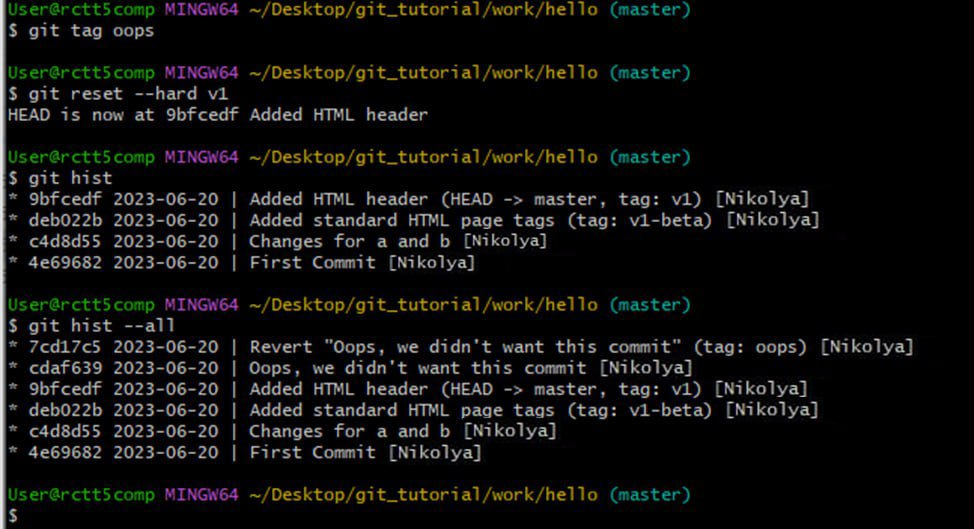 User@rctt5comp MINGW64 ~/Desktop/git_tutorial/work/hello (master)
$ git tag oops
User@rctt5comp MINGW64 ~/Desktop/git_tutorial/work/hello (master)
$ git reset --hard v1
HEAD is now at 9bfcedf Added HTML header
User@rctt5comp MINGW64 ~/Desktop/git_tutorial/work/hello (master)
$ git hist
* 9bfcedf 2023-06-20 | Added HTML header (HEAD -> master, tag: v1) [Nikolya]
* deb022b 2023-06-20 | Added standard HTML page tags (tag: v1-beta) [Nikolya]
* c4d8d55 2023-06-20 | Changes for a and b [Nikolya]
* 4e69682 2023-06-20 | First Commit [Nikolya]
User@rctt5comp MINGW64 ~/Desktop/git_tutorial/work/hello (master)
$ git hist --all
* 7cd17c5 2023-06-20 | Revert "Oops, we didn't want this commit" (tag: oops) [Nikolya]
* cdaf639 2023-06-20 | Oops, we didn't want this commit [Nikolya]
* 9bfcedf 2023-06-20 | Added HTML header (HEAD -> master, tag: v1) [Nikolya]
* deb022b 2023-06-20 | Added standard HTML page tags (tag: v1-beta) [Nikolya]
* c4d8d55 2023-06-20 | Changes for a and b [Nikolya]
* 4e69682 2023-06-20 | First Commit [Nikolya]
User@rctt5comp MINGW64 ~/Desktop/git_tutorial/work/hello (master)
$